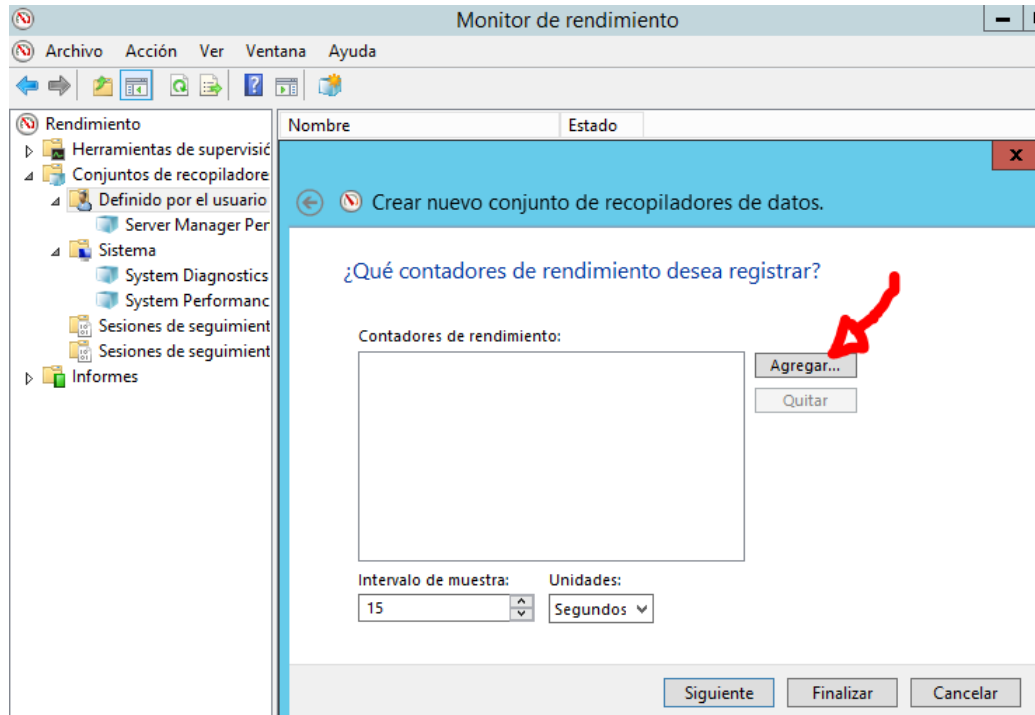 Monitor de rendimiento
Archivo Acción Ver Ventana Ayuda
Rendimiento
Herramientas de supervisió
Conjuntos de recopiladore
Definido por el usuario
Server Manager Per
Sistema
System Diagnostics
System Performanc
Sesiones de seguimient
Sesiones de seguimient
Informes
Nombre Estado
Crear nuevo conjunto de recopiladores de datos.
¿Qué contadores de rendimiento desea registrar?
Contadores de rendimiento:
Agregar...
Quitar
Intervalo de muestra: Unidades:
15 Segundos
Siguiente Finalizar Cancelar